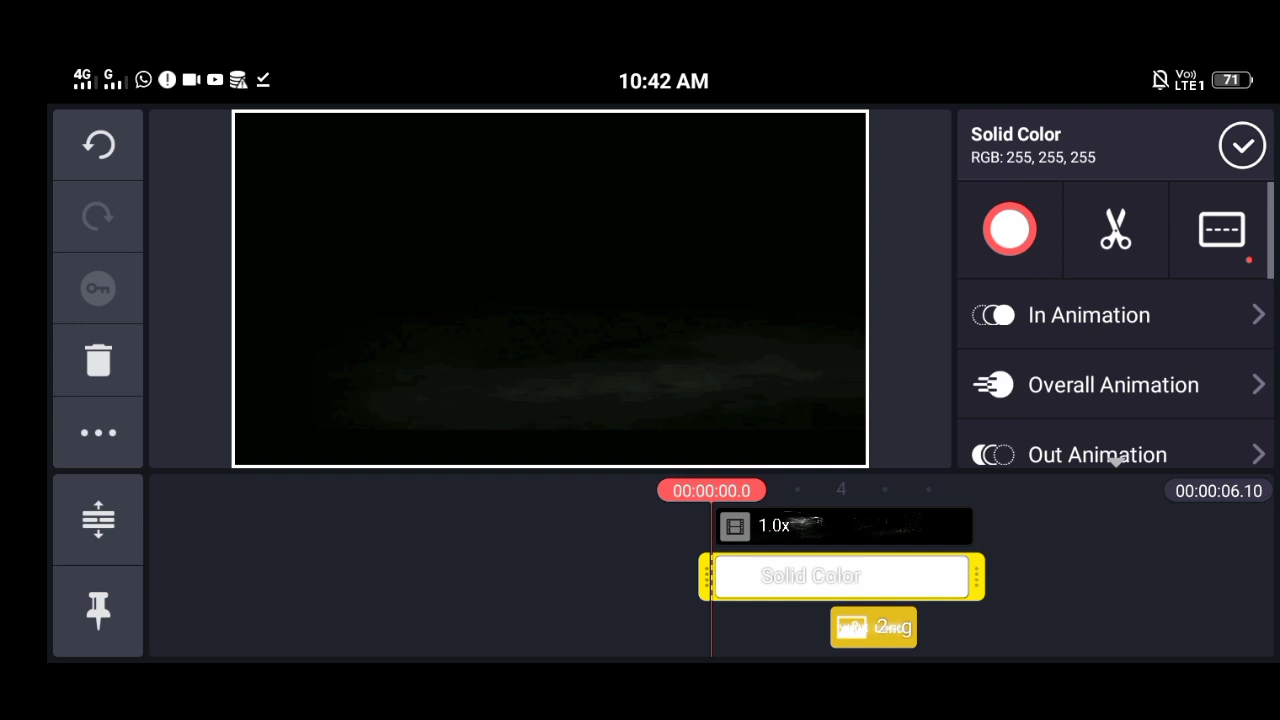 4G G
10:42 AM
Vo))
LTE1
71
Solid Color
RGB: 255, 255, 255
In Animation
Overall Animation
Out Animation
00:00:00.0
4
00:00:06.10
1.0x
Solid Color